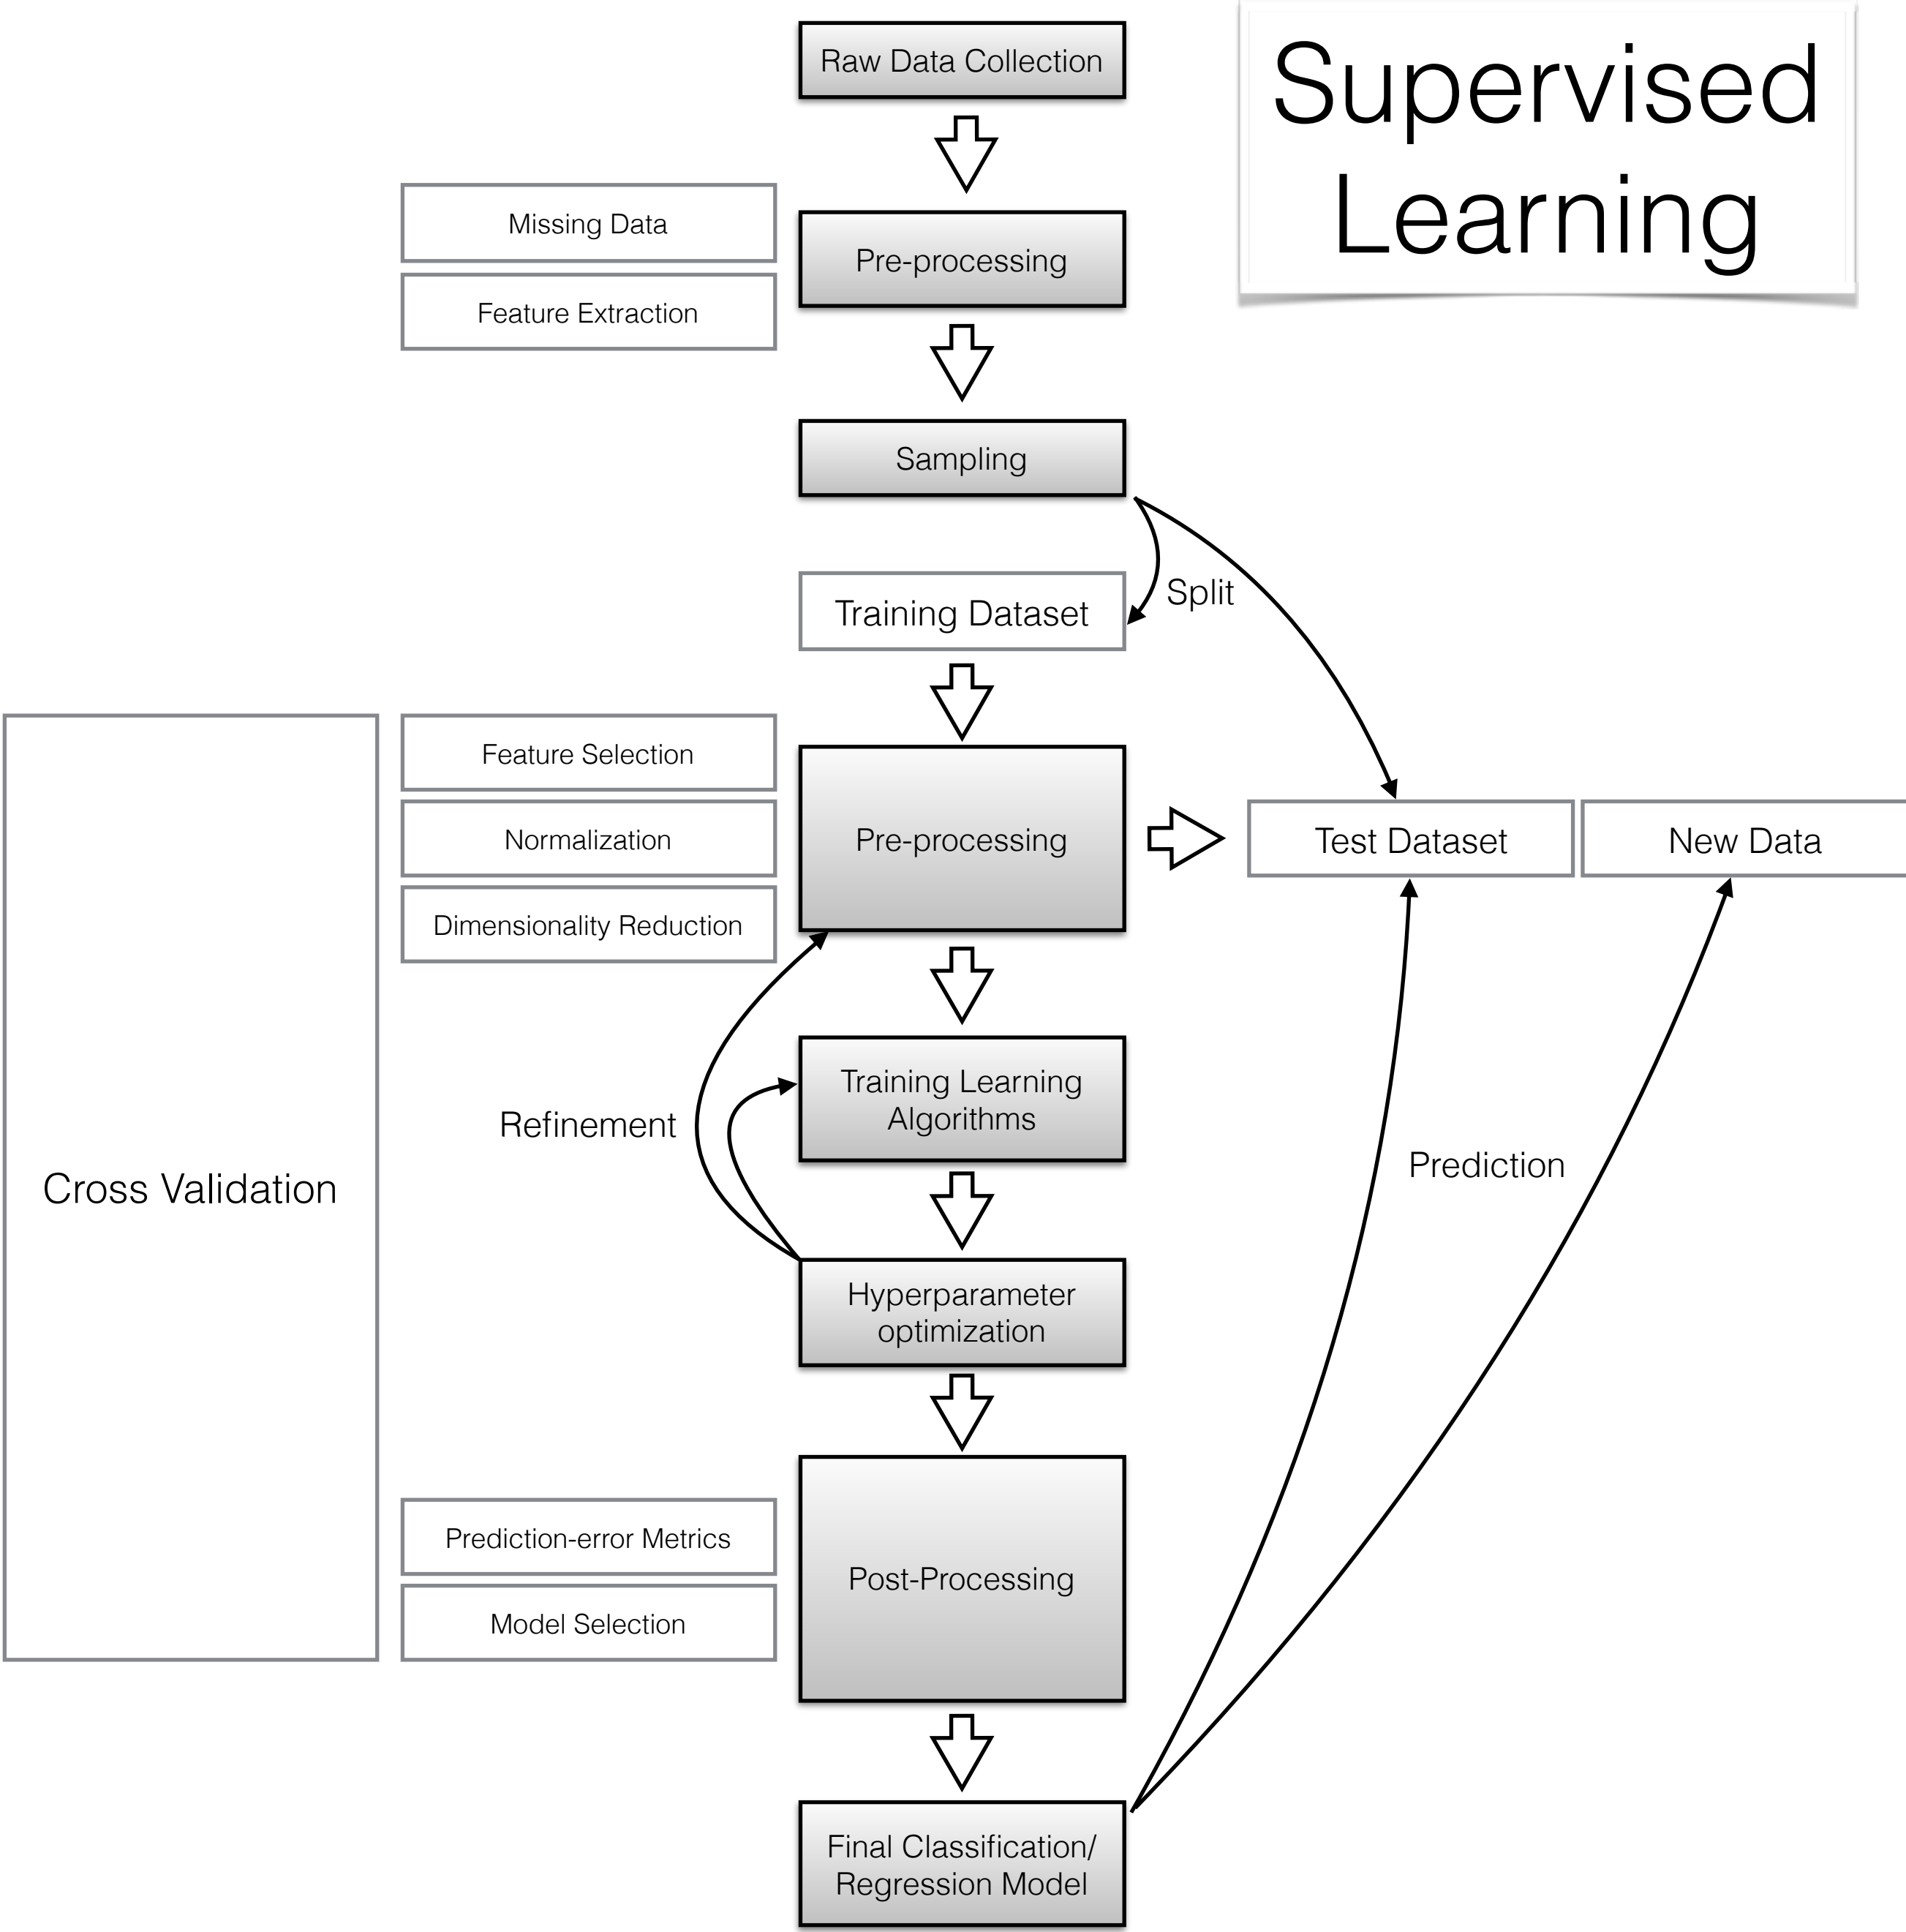 Supervised
Learning
Raw Data Collection
Missing Data
Pre-processing
Feature Extraction
Sampling
Split
Training Dataset
Feature Selection
Normalization
Pre-processing
Test Dataset
New Data
Dimensionality Reduction
Training Learning
Algorithms
Refinement
Prediction
Cross Validation
Hyperparameter
optimization
Prediction-error Metrics
Post-Processing
Model Selection
Final Classification/
Regression Model